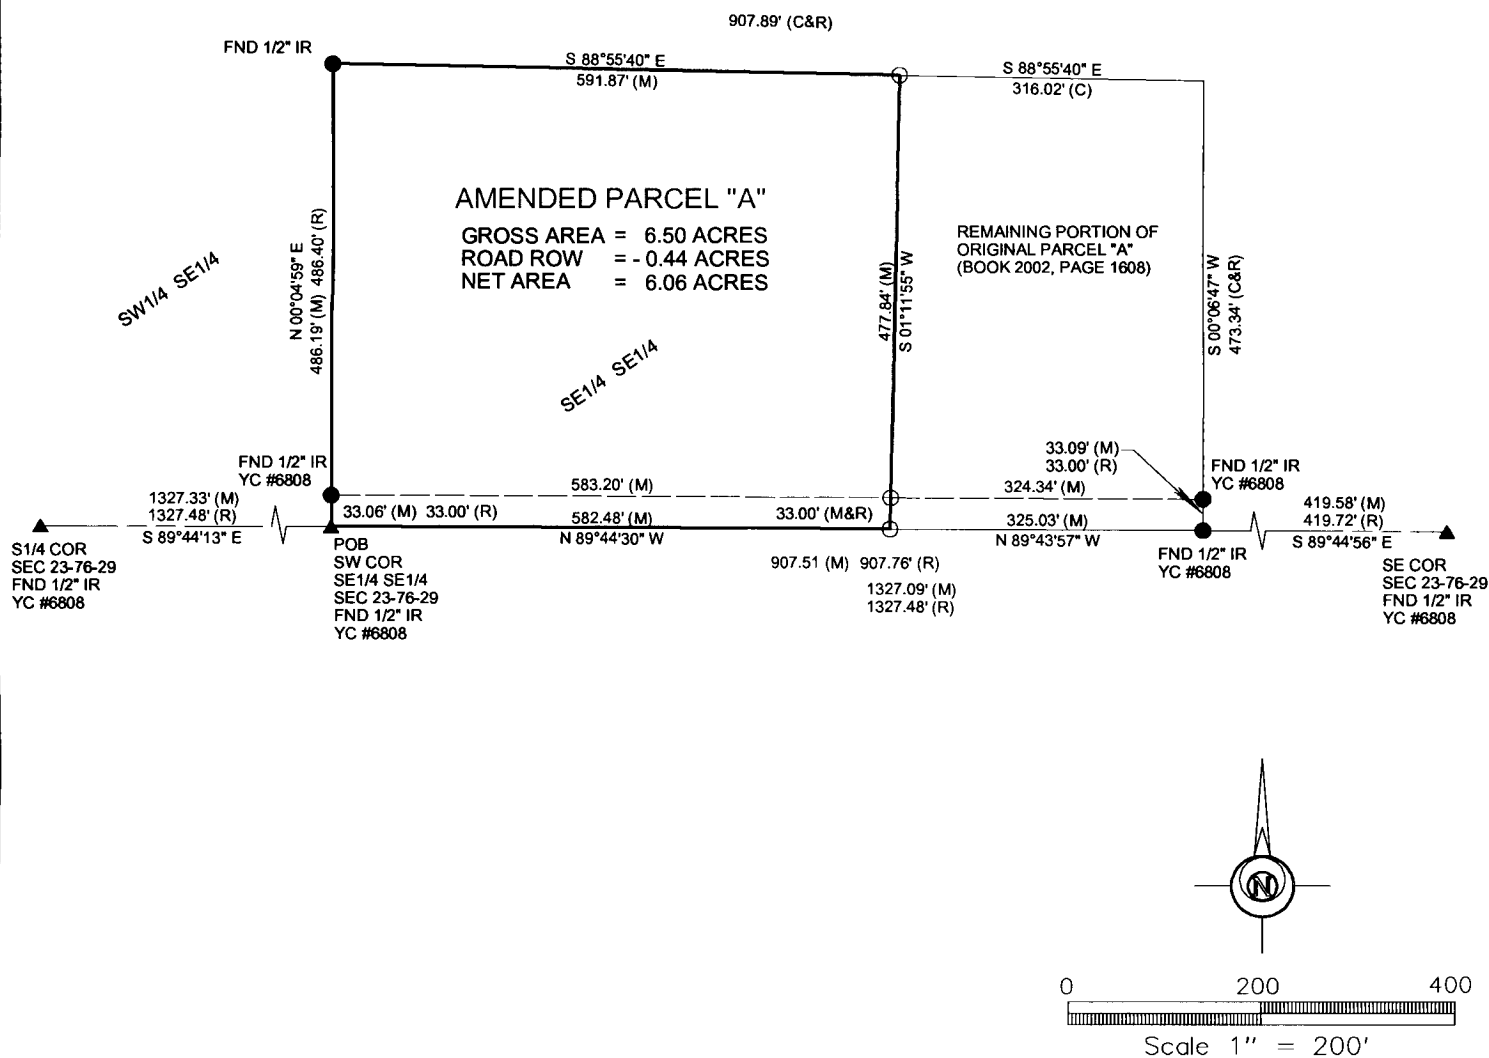 907.89' (C&R)
FND 1/2" IR
S 88°55'40" E
591.87' (M)
S 88°55'40" E
316.02' (C)
AMENDED PARCEL "A"
GROSS AREA = 6.50 ACRES
ROAD ROW = - 0.44 ACRES
NET AREA = 6.06 ACRES
REMAINING PORTION OF
ORIGINAL PARCEL "A"
(BOOK 2002, PAGE 1608)
SW1/4 SE1/4
N 00°04'59" E
486.19' (M) 486.40' (R)
SE1/4 SE1/4
477.84' (M)
S 01°11'55" W
S 00°06'47" W
473.34' (C&R)
FND 1/2" IR
YC #6808
583.20' (M)
324.34' (M)
33.09' (M)
33.00' (R)
FND 1/2" IR
YC #6808
1327.33' (M)
1327.48' (R)
S 89°44'13" E
33.06' (M) 33.00' (R)
582.48' (M)
N 89°44'30" W
33.00' (M&R)
325.03' (M)
N 89°43'57" W
419.58' (M)
419.72' (R)
S 89°44'56" E
S1/4 COR
SEC 23-76-29
FND 1/2" IR
YC #6808
POB
SW COR
SE1/4 SE1/4
SEC 23-76-29
FND 1/2" IR
YC #6808
907.51 (M) 907.76' (R)
1327.09' (M)
1327.48' (R)
FND 1/2" IR
YC #6808
SE COR
SEC 23-76-29
FND 1/2" IR
YC #6808
N
0 200 400
Scale 1" = 200'